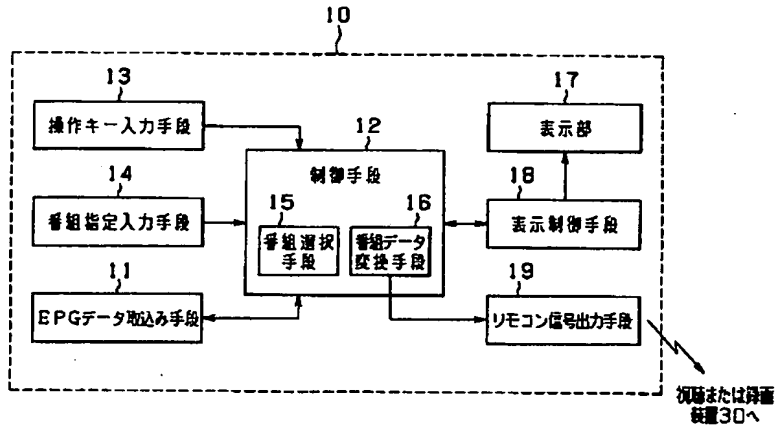 10
13
操作キー入力手段
14
番組指定入力手段
11
EPGデータ取込み手段
12
制御手段
15
番組選択
手段
16
番組データ
変換手段
17
表示部
18
表示制御手段
19
リモコン信号出力手段
視聴または録画
装置30へ